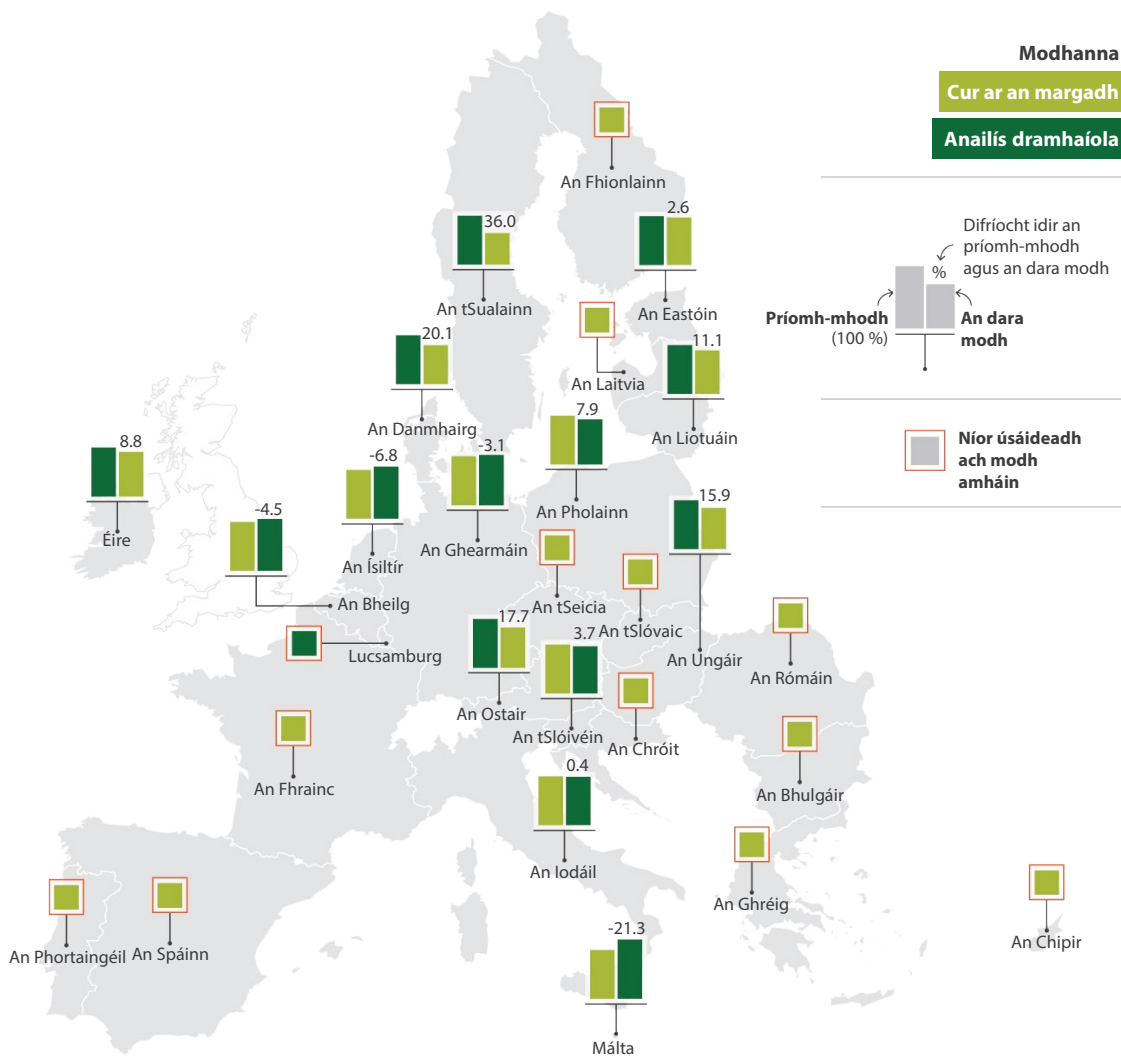 Modhanna
Cur ar an margadh
Anailís dramhaíola
Difríocht idir an
príomh-mhodh
agus an dara modh
%
Príomh-mhodh
(100 %)
An dara
modh
Níor úsáideadh
ach modh
amháin
An Fhionlainn
36.0
An tSualainn
2.6
An Eastóin
20.1
An Danmhairg
An Laitvia
11.1
An Liotuáin
8.8
Éire
-6.8
An Ísiltír
-3.1
An Ghearmáin
7.9
An Pholainn
-4.5
An Bheilg
15.9
An Ungáir
An tSeicia
An tSlóvaic
Lucsamburg
17.7
An Ostair
3.7
An tSlóivéin
An Chróit
An Rómáin
An Fhrainc
An Bhulgáir
0.4
An Iodáil
An Ghréig
An Phortaingéil
An Spáinn
An Chipir
-21.3
Málta